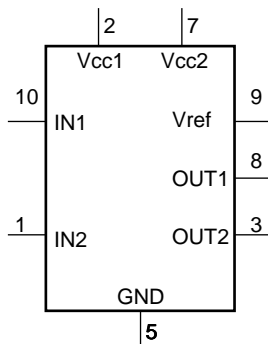 2 7
Vcc1 Vcc2
10 9
IN1 Vref
8
OUT1
1 3
IN2 OUT2
GND
5